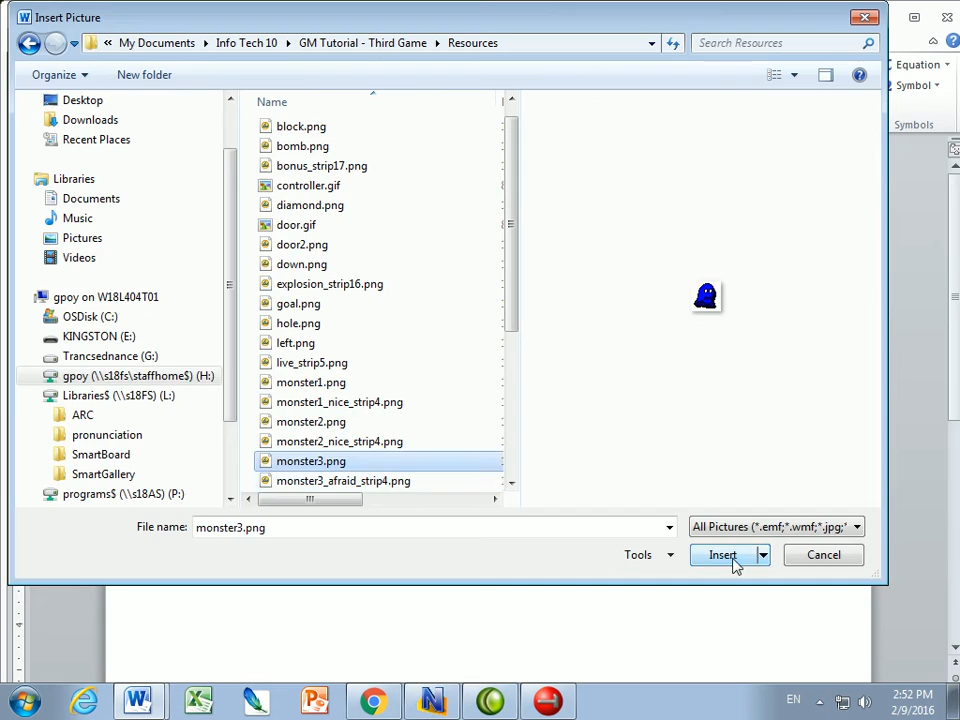 Insert Picture
« My Documents Info Tech 10 GM Tutorial - Third Game Resources Search Resources
Organize New folder
Equation
Symbol
Symbols
Desktop
Downloads
Recent Places
Libraries
Documents
Music
Pictures
Videos
gpoy on W18L404T01
OSDisk (C:)
KINGSTON (E:)
Trancsednance (G:)
gpoy (\\s18fs\staffhome$) (H:)
Libraries$ (\\s18FS) (L:)
ARC
pronunciation
SmartBoard
SmartGallery
programs$ (\\s18AS) (P:)
Name
block.png
bomb.png
bonus_strip17.png
controller.gif
diamond.png
door.gif
door2.png
down.png
explosion_strip16.png
goal.png
hole.png
left.png
live_strip5.png
monster1.png
monster1_nice_strip4.png
monster2.png
monster2_nice_strip4.png
monster3.png
monster3_afraid_strip4.png
File name: monster3.png All Pictures (*.emf;*.wmf;*.jpg;*
Tools Insert Cancel
EN 2:52 PM
2/9/2016